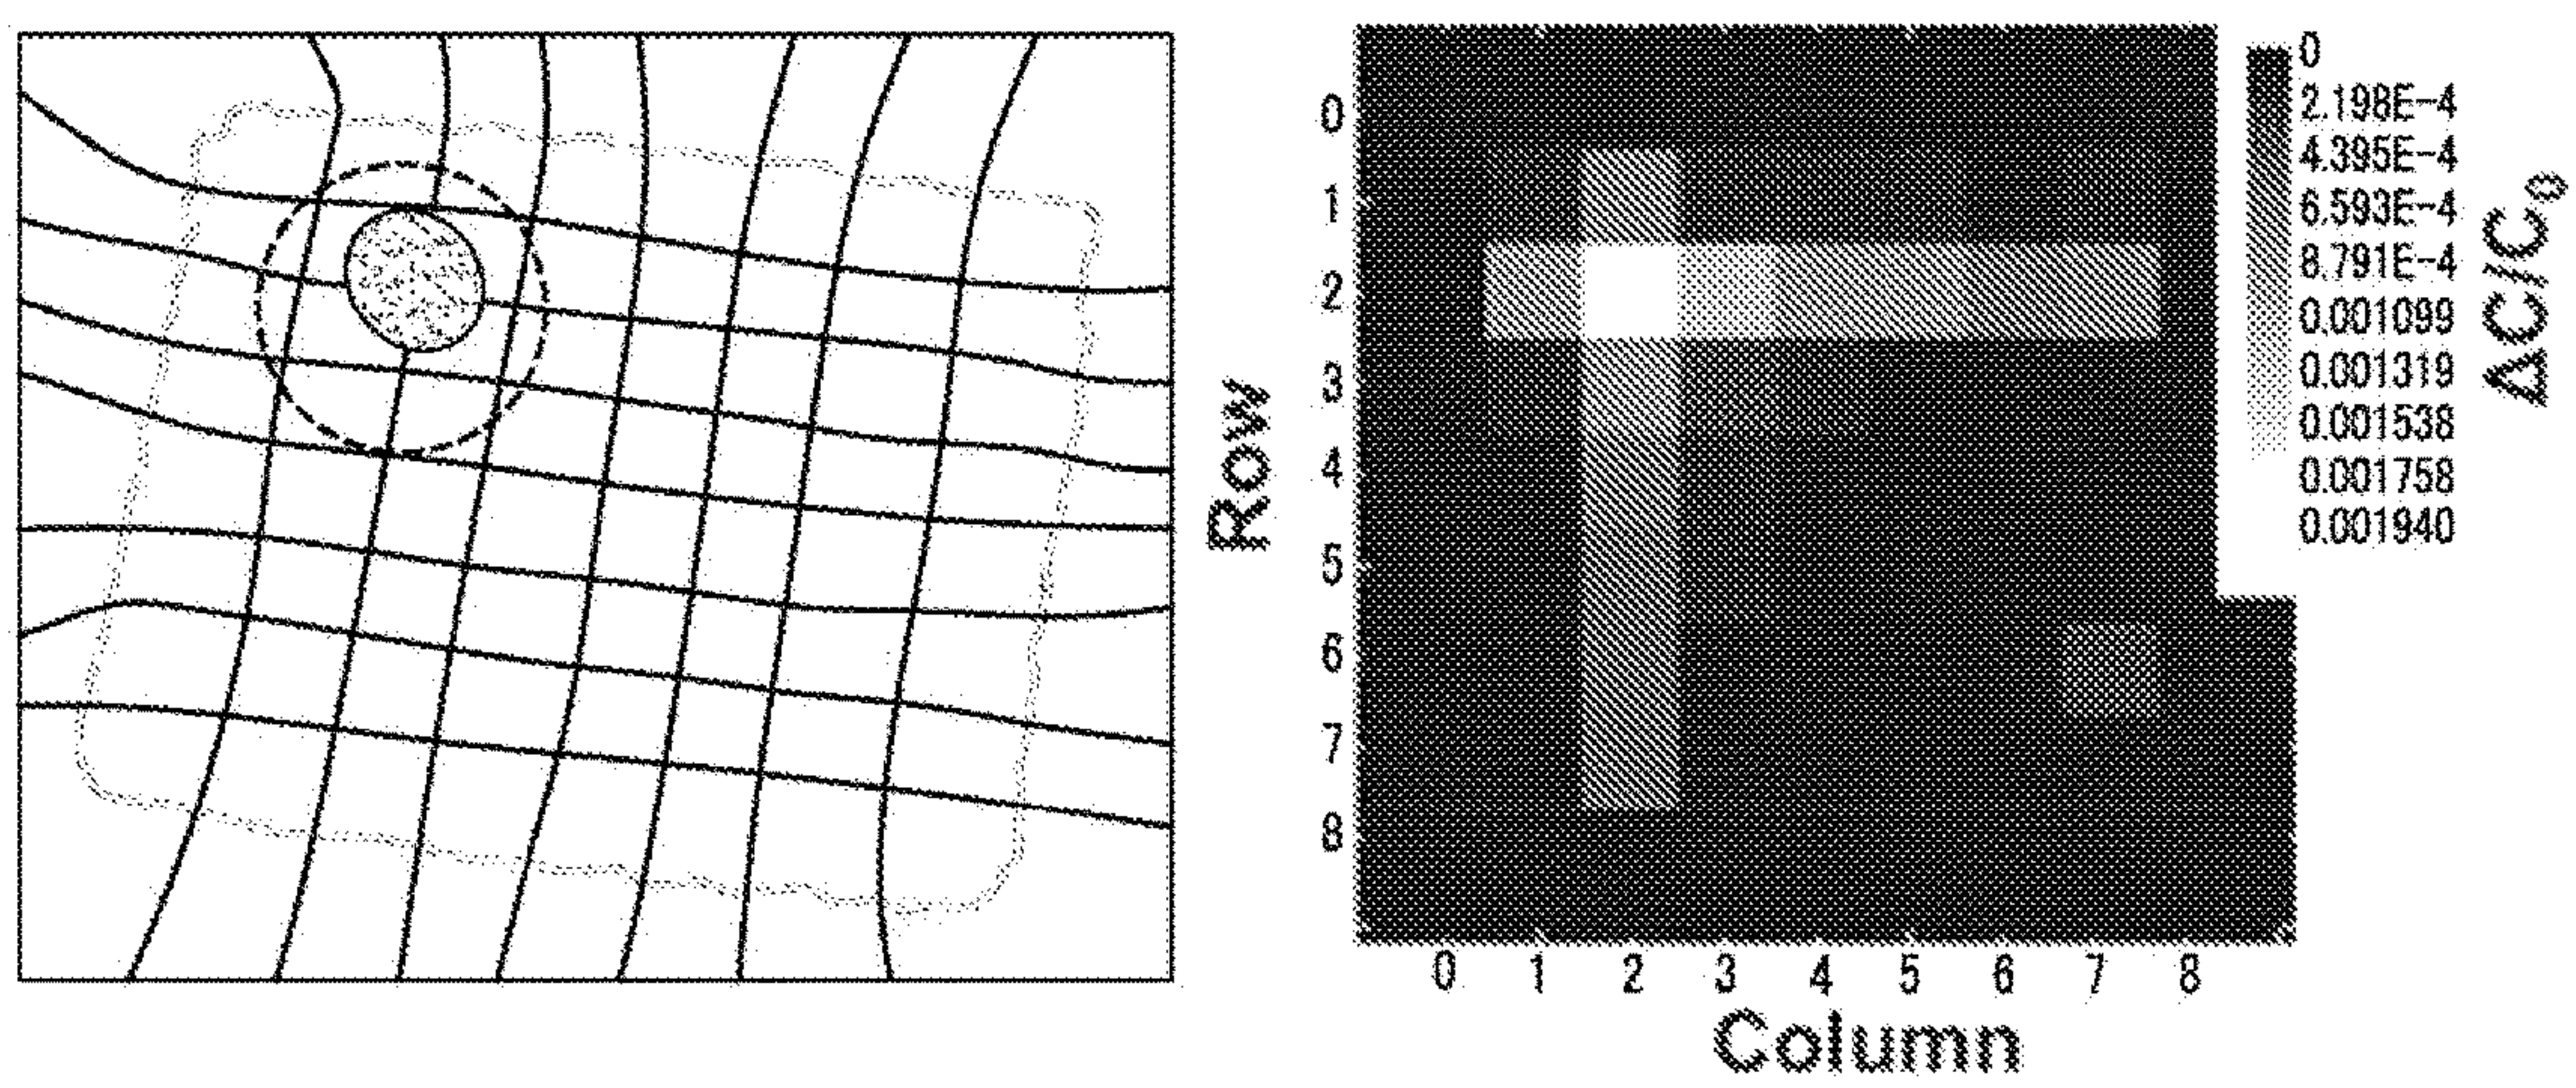 Row
0
1
2
3
4
5
6
7
8
0 1 2 3 4 5 6 7 8
Column
0
2.198E-4
4.395E-4
6.593E-4
8.791E-4
0.001099
0.001319
0.001538
0.001758
0.001940
ΔC/C₀